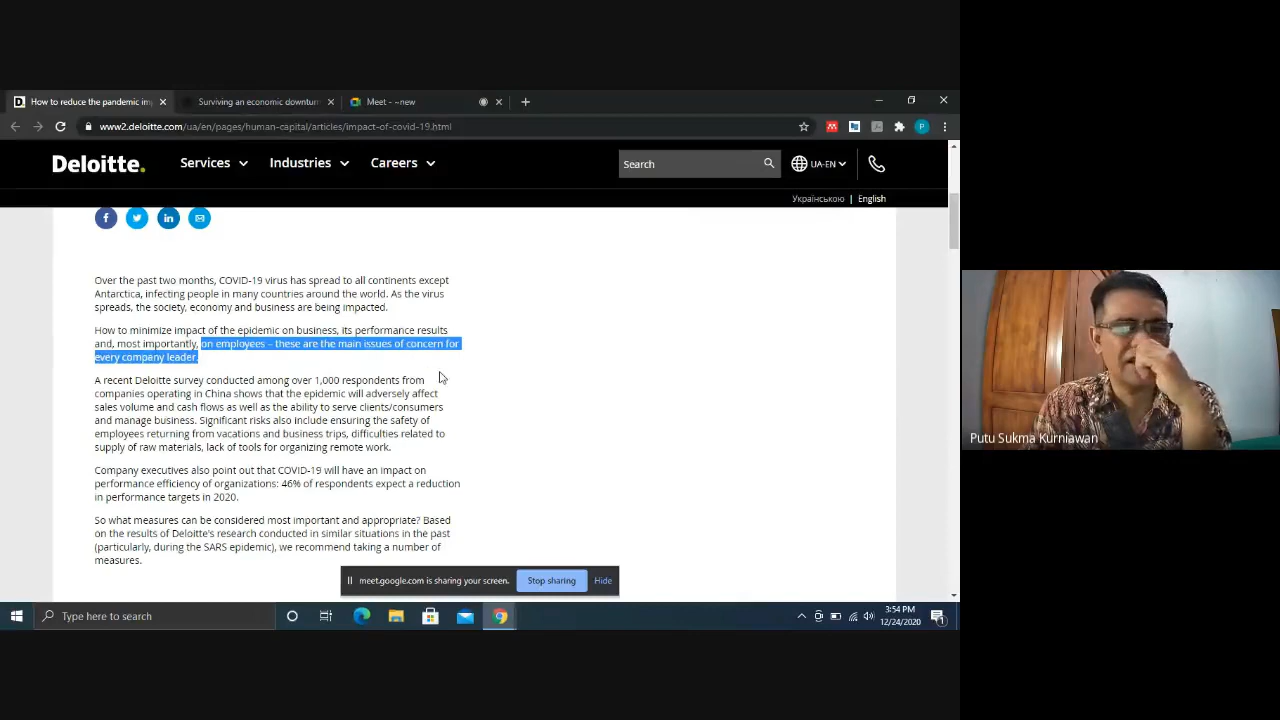 How to reduce the pandemic im
Surviving an economic downturn
Meet - ~new
www2.deloitte.com/ua/en/pages/human-capital/articles/impact-of-covid-19.html
P
Deloitte.
Services
Industries
Careers
Search
UA-EN
Українською | English
Over the past two months, COVID-19 virus has spread to all continents except
Antarctica, infecting people in many countries around the world. As the virus
spreads, the society, economy and business are being impacted.
How to minimize impact of the epidemic on business, its performance results
and, most importantly, on employees – these are the main issues of concern for
every company leader.
A recent Deloitte survey conducted among over 1,000 respondents from
companies operating in China shows that the epidemic will adversely affect
sales volume and cash flows as well as the ability to serve clients/consumers
and manage business. Significant risks also include ensuring the safety of
employees returning from vacations and business trips, difficulties related to
supply of raw materials, lack of tools for organizing remote work.
Company executives also point out that COVID-19 will have an impact on
performance efficiency of organizations: 46% of respondents expect a reduction
in performance targets in 2020.
So what measures can be considered most important and appropriate? Based
on the results of Deloitte's research conducted in similar situations in the past
(particularly, during the SARS epidemic), we recommend taking a number of
measures.
meet.google.com is sharing your screen.
Stop sharing
Hide
Type here to search
3:54 PM
12/24/2020
1
Putu Sukma Kurniawan